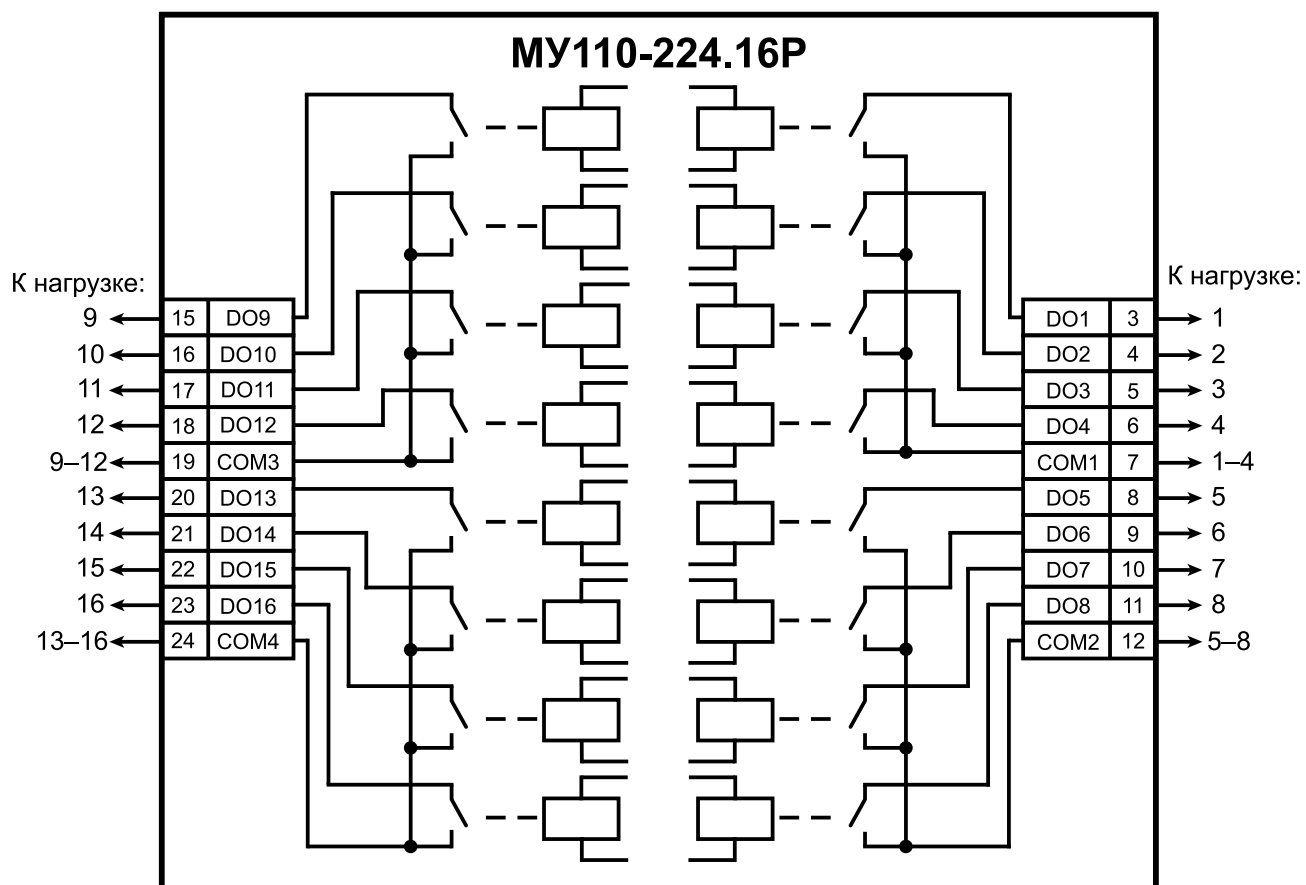 МУ110-224.16Р
К нагрузке:
9 15 DO9
10 16 DO10
11 17 DO11
12 18 DO12
9–12 19 COM3
13 20 DO13
14 21 DO14
15 22 DO15
16 23 DO16
13–16 24 COM4
К нагрузке:
DO1 3 1
DO2 4 2
DO3 5 3
DO4 6 4
COM1 7 1–4
DO5 8 5
DO6 9 6
DO7 10 7
DO8 11 8
COM2 12 5–8